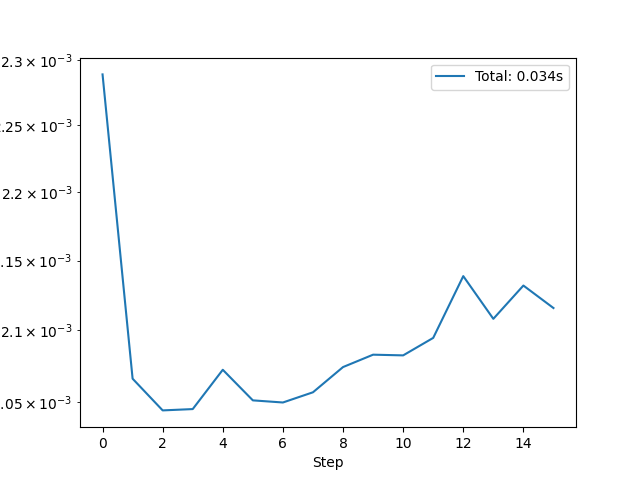 2.3 × 10⁻³
.25 × 10⁻³
2.2 × 10⁻³
.15 × 10⁻³
2.1 × 10⁻³
.05 × 10⁻³
Total: 0.034s
0 2 4 6 8 10 12 14
Step